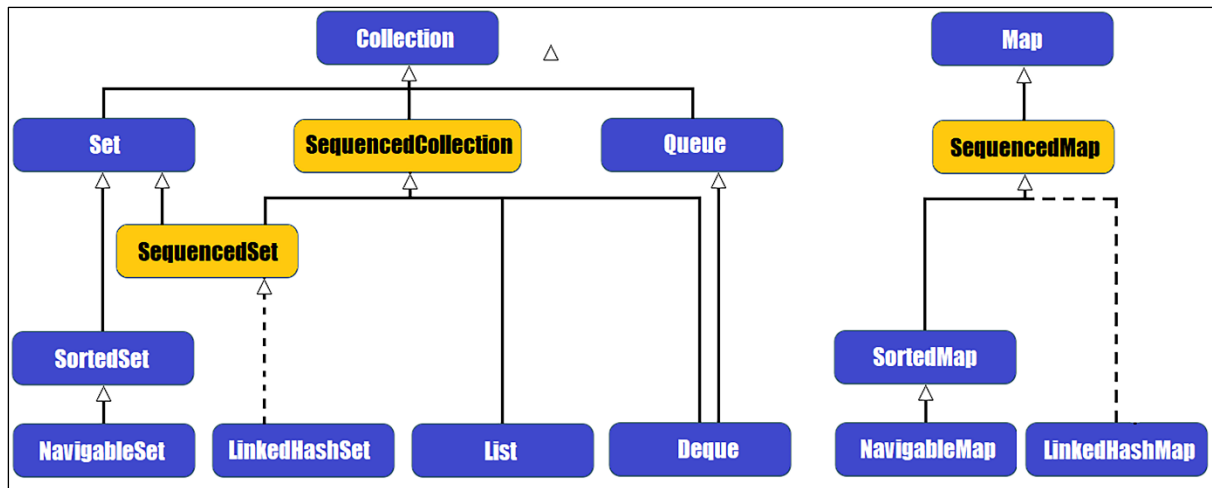 Collection
Map
Set
SequencedCollection
Queue
SequencedMap
SequencedSet
SortedSet
SortedMap
NavigableSet
LinkedHashSet
List
Deque
NavigableMap
LinkedHashMap